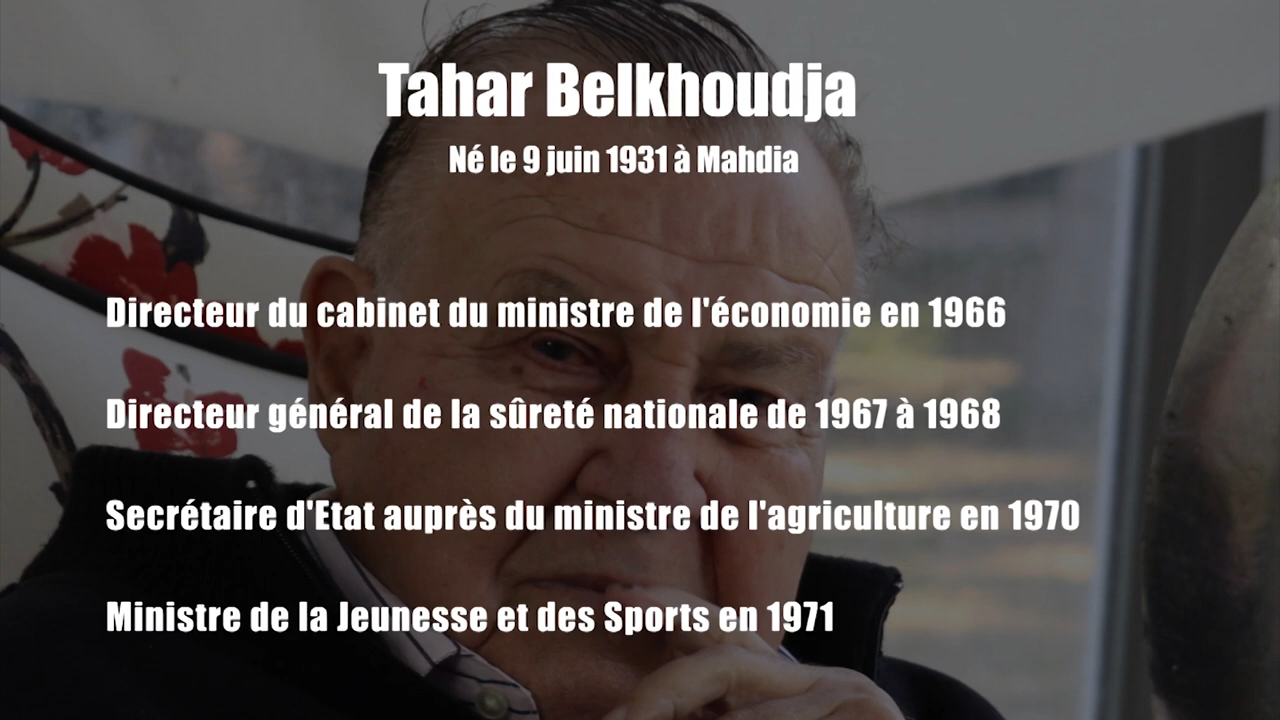 Tahar Belkhoudja
Né le 9 juin 1931 à Mahdia
Directeur du cabinet du ministre de l'économie en 1966
Directeur général de la sûreté nationale de 1967 à 1968
Secrétaire d'Etat auprès du ministre de l'agriculture en 1970
Ministre de la Jeunesse et des Sports en 1971